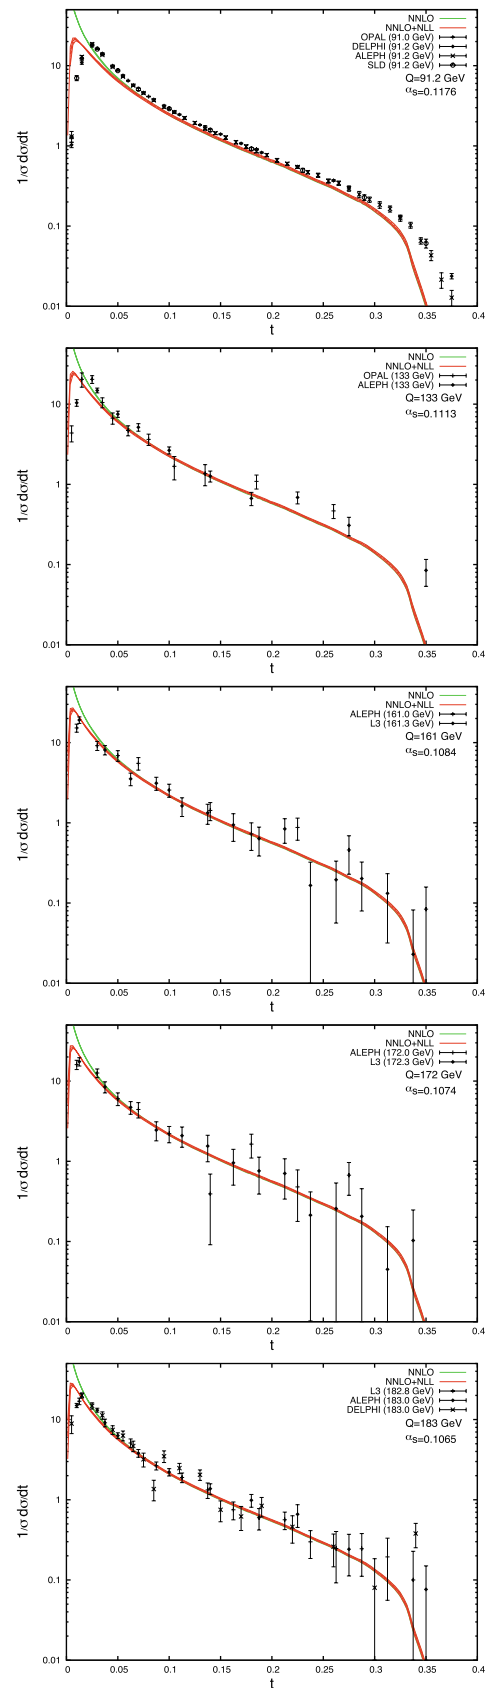 NNLO
NNLO+NLL
OPAL (91.0 GeV)
DELPHI (91.2 GeV)
ALEPH (91.2 GeV)
SLD (91.2 GeV)
Q=91.2 GeV
αs=0.1176
10
1
0.1
0.01
1/σ dσ/dt
0 0.05 0.1 0.15 0.2 0.25 0.3 0.35 0.4
t
NNLO
NNLO+NLL
OPAL (133 GeV)
ALEPH (133 GeV)
Q=133 GeV
αs=0.1113
10
1
0.1
0.01
1/σ dσ/dt
0 0.05 0.1 0.15 0.2 0.25 0.3 0.35 0.4
t
NNLO
NNLO+NLL
ALEPH (161.0 GeV)
L3 (161.3 GeV)
Q=161 GeV
αs=0.1084
10
1
0.1
0.01
1/σ dσ/dt
0 0.05 0.1 0.15 0.2 0.25 0.3 0.35 0.4
t
NNLO
NNLO+NLL
ALEPH (172.0 GeV)
L3 (172.3 GeV)
Q=172 GeV
αs=0.1074
10
1
0.1
0.01
1/σ dσ/dt
0 0.05 0.1 0.15 0.2 0.25 0.3 0.35 0.4
t
NNLO
NNLO+NLL
L3 (182.8 GeV)
ALEPH (183.0 GeV)
DELPHI (183.0 GeV)
Q=183 GeV
αs=0.1065
10
1
0.1
0.01
1/σ dσ/dt
0 0.05 0.1 0.15 0.2 0.25 0.3 0.35 0.4
t